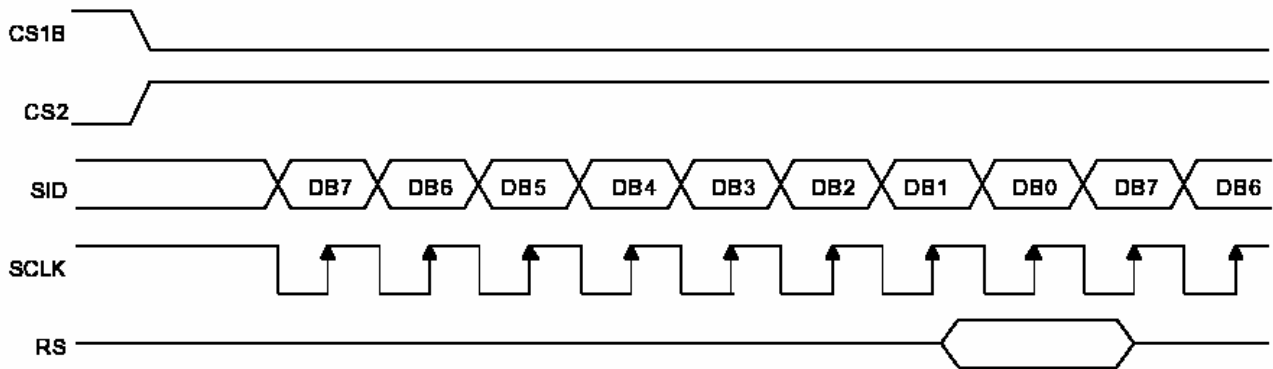 CS1B
CS2
SID DB7 DB6 DB5 DB4 DB3 DB2 DB1 DB0 DB7 DB6
SCLK
RS